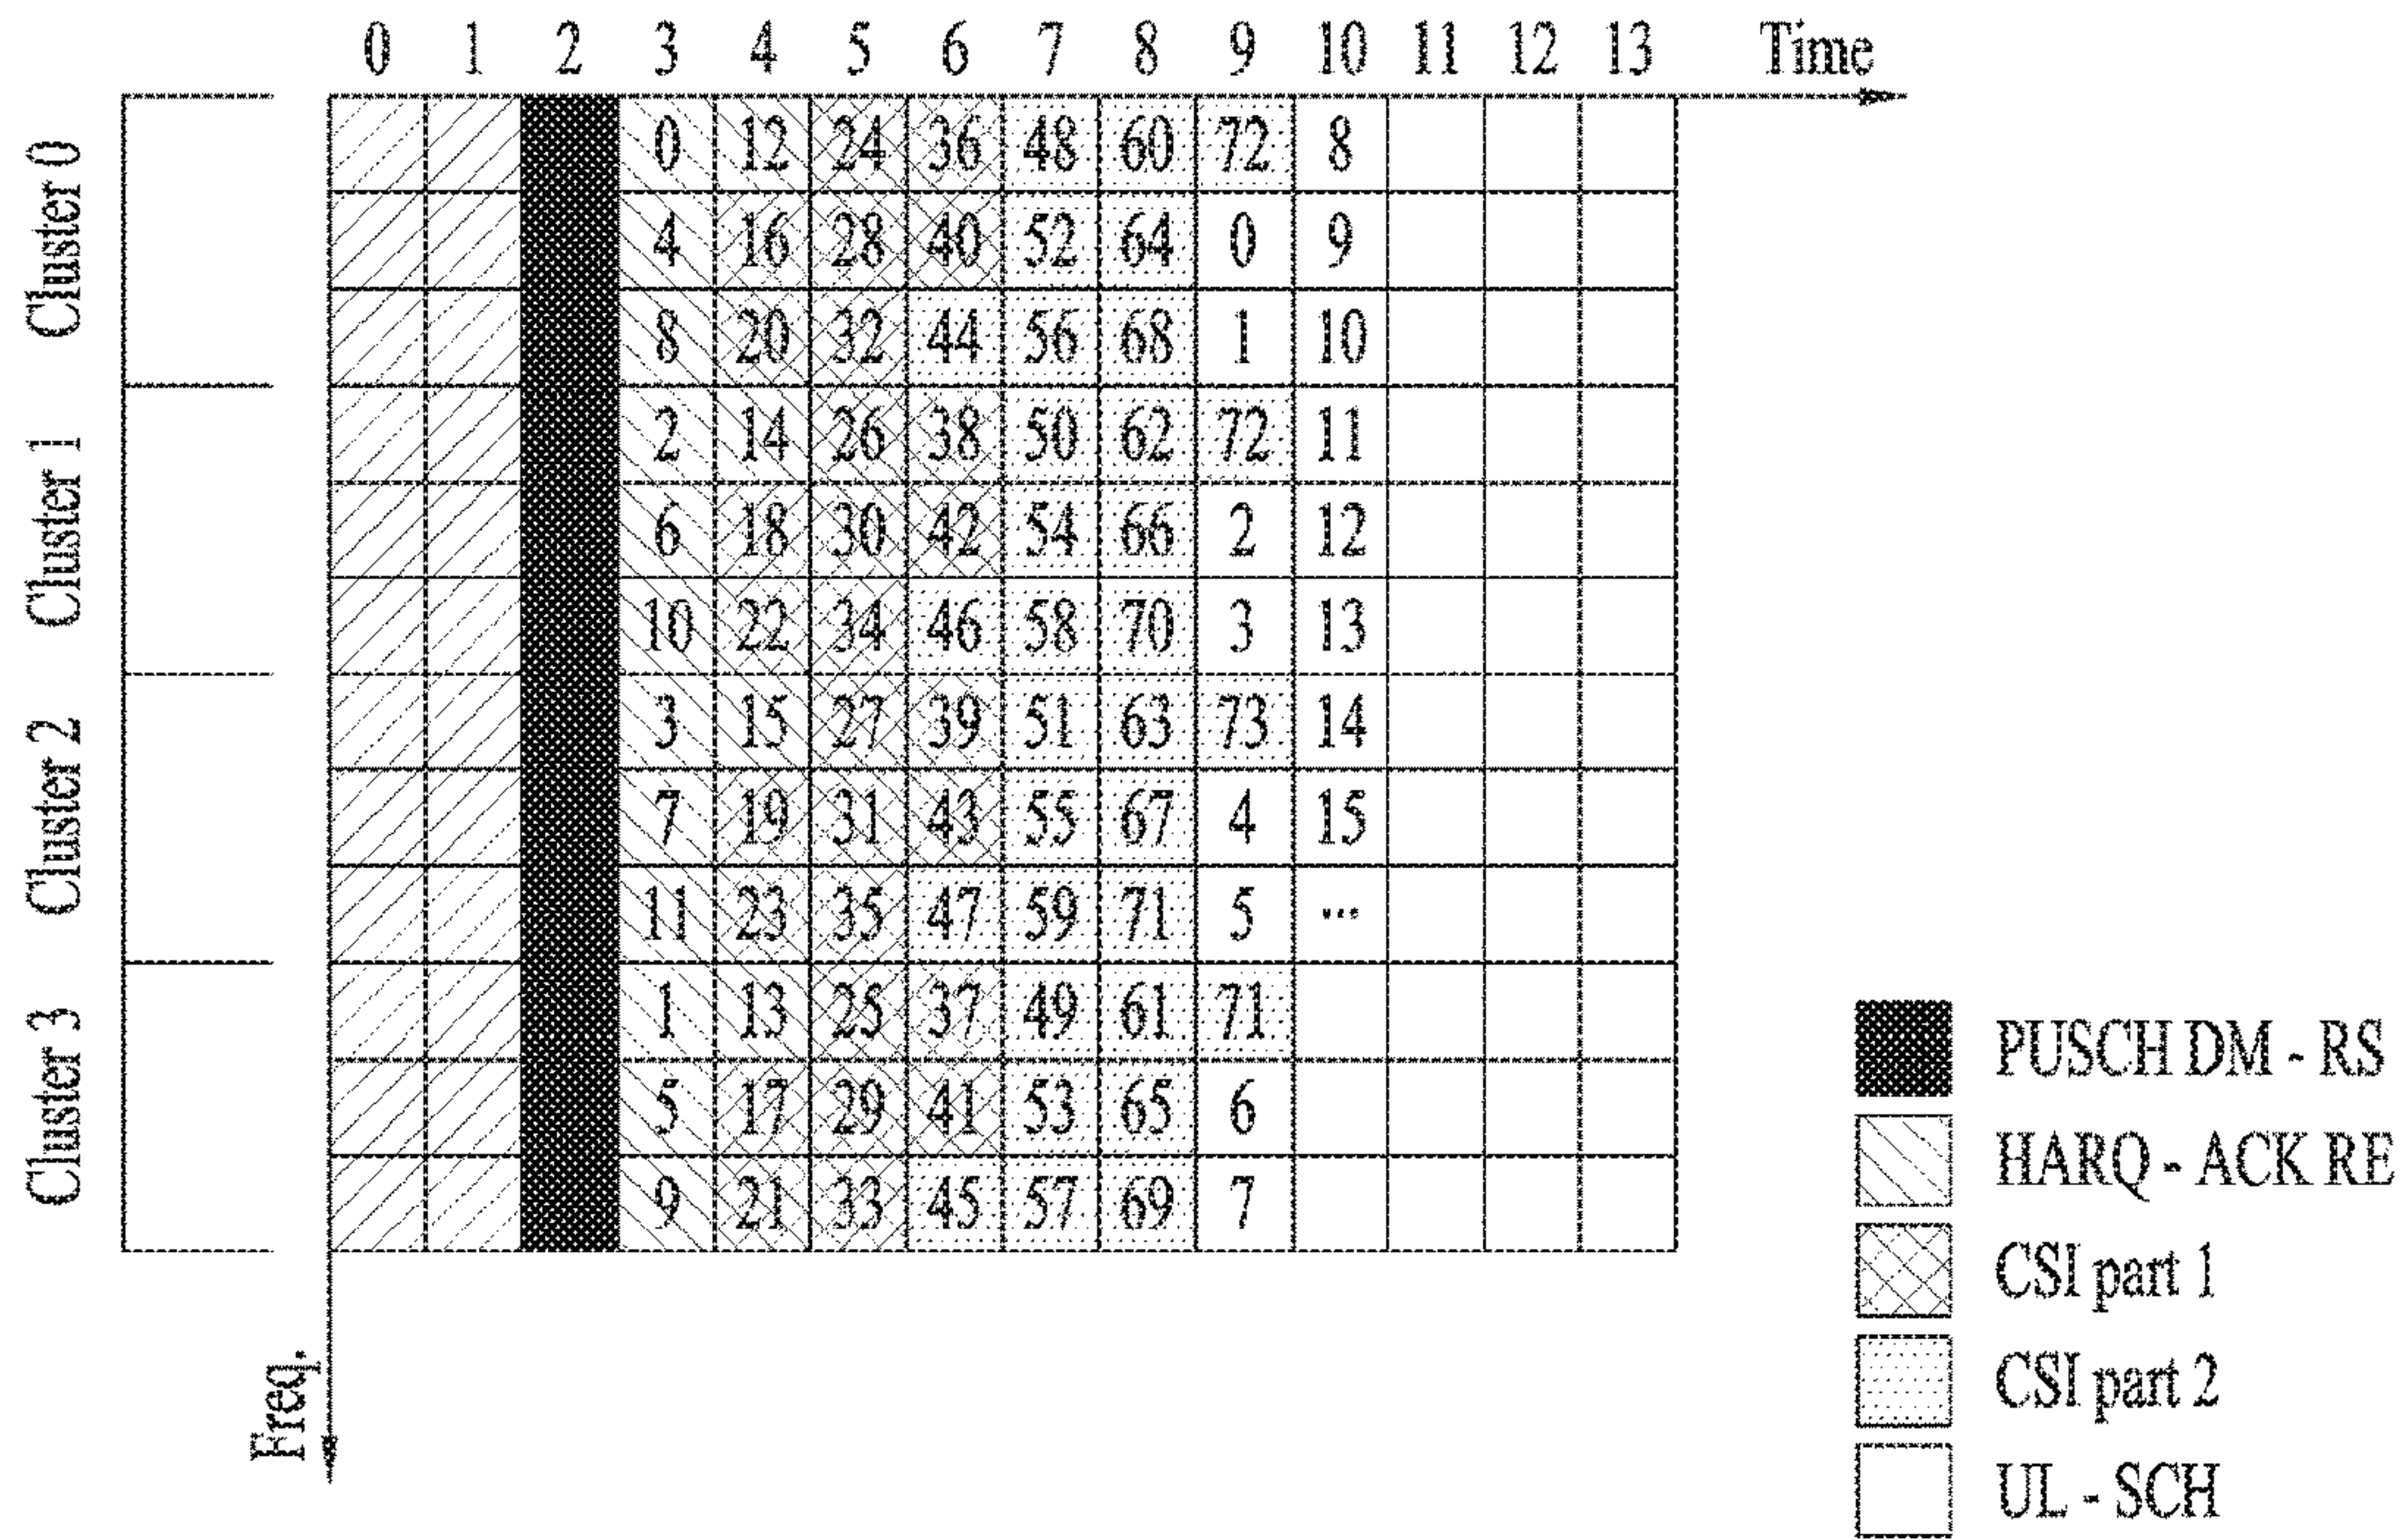 0 1 2 3 4 5 6 7 8 9 10 11 12 13 Time
Cluster 0
0 12 24 36 48 60 72 8
4 16 28 40 52 64 0 9
8 20 32 44 56 68 1 10
Cluster 1
2 14 26 38 50 62 72 11
6 18 30 42 54 66 2 12
10 22 34 46 58 70 3 13
Cluster 2
3 15 27 39 51 63 73 14
7 19 31 43 55 67 4 15
11 23 35 47 59 71 5 ...
Cluster 3
1 13 25 37 49 61 71
5 17 29 41 53 65 6
9 21 33 45 57 69 7
Freq.
PUSCH DM - RS
HARQ - ACK RE
CSI part 1
CSI part 2
UL - SCH